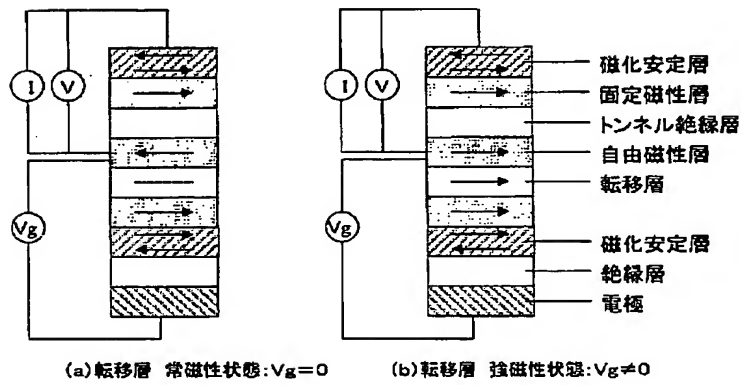 I
V
Vg
I
V
Vg
磁化安定層
固定磁性層
トンネル絶縁層
自由磁性層
転移層
磁化安定層
絶縁層
電極
(a)転移層 常磁性状態:Vg=0
(b)転移層 強磁性状態:Vg≠0